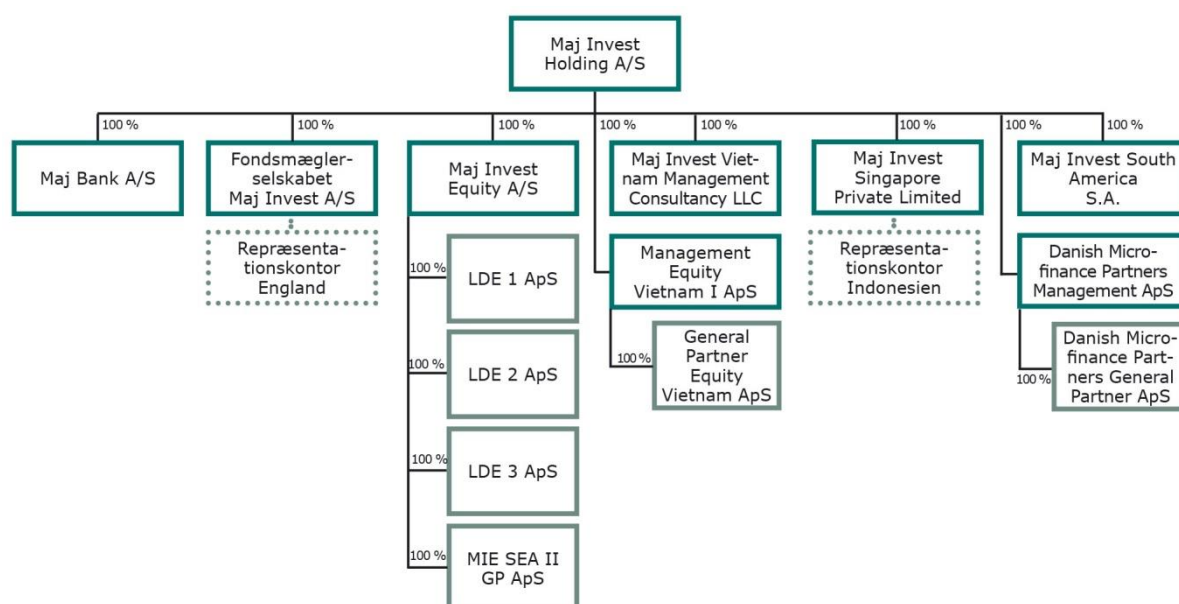 Maj Invest
Holding A/S
100 %
100 %
100 %
100 %
100 %
100 %
100 %
100 %
Maj Bank A/S
Fondsmægler-
selskabet
Maj Invest A/S
Maj Invest
Equity A/S
Maj Invest Viet-
nam Management
Consultancy LLC
Maj Invest
Singapore
Private Limited
Maj Invest South
America
S.A.
Repræsenta-
tionskontor
England
100 %
LDE 1 ApS
Management
Equity
Vietnam I ApS
Repræsenta-
tionskontor
Indonesien
Danish Micro-
finance Partners
Management ApS
100 %
LDE 2 ApS
100 %
General
Partner
Equity
Vietnam ApS
100 %
Danish Micro-
finance Part-
ners General
Partner ApS
100 %
LDE 3 ApS
100 %
MIE SEA II
GP ApS